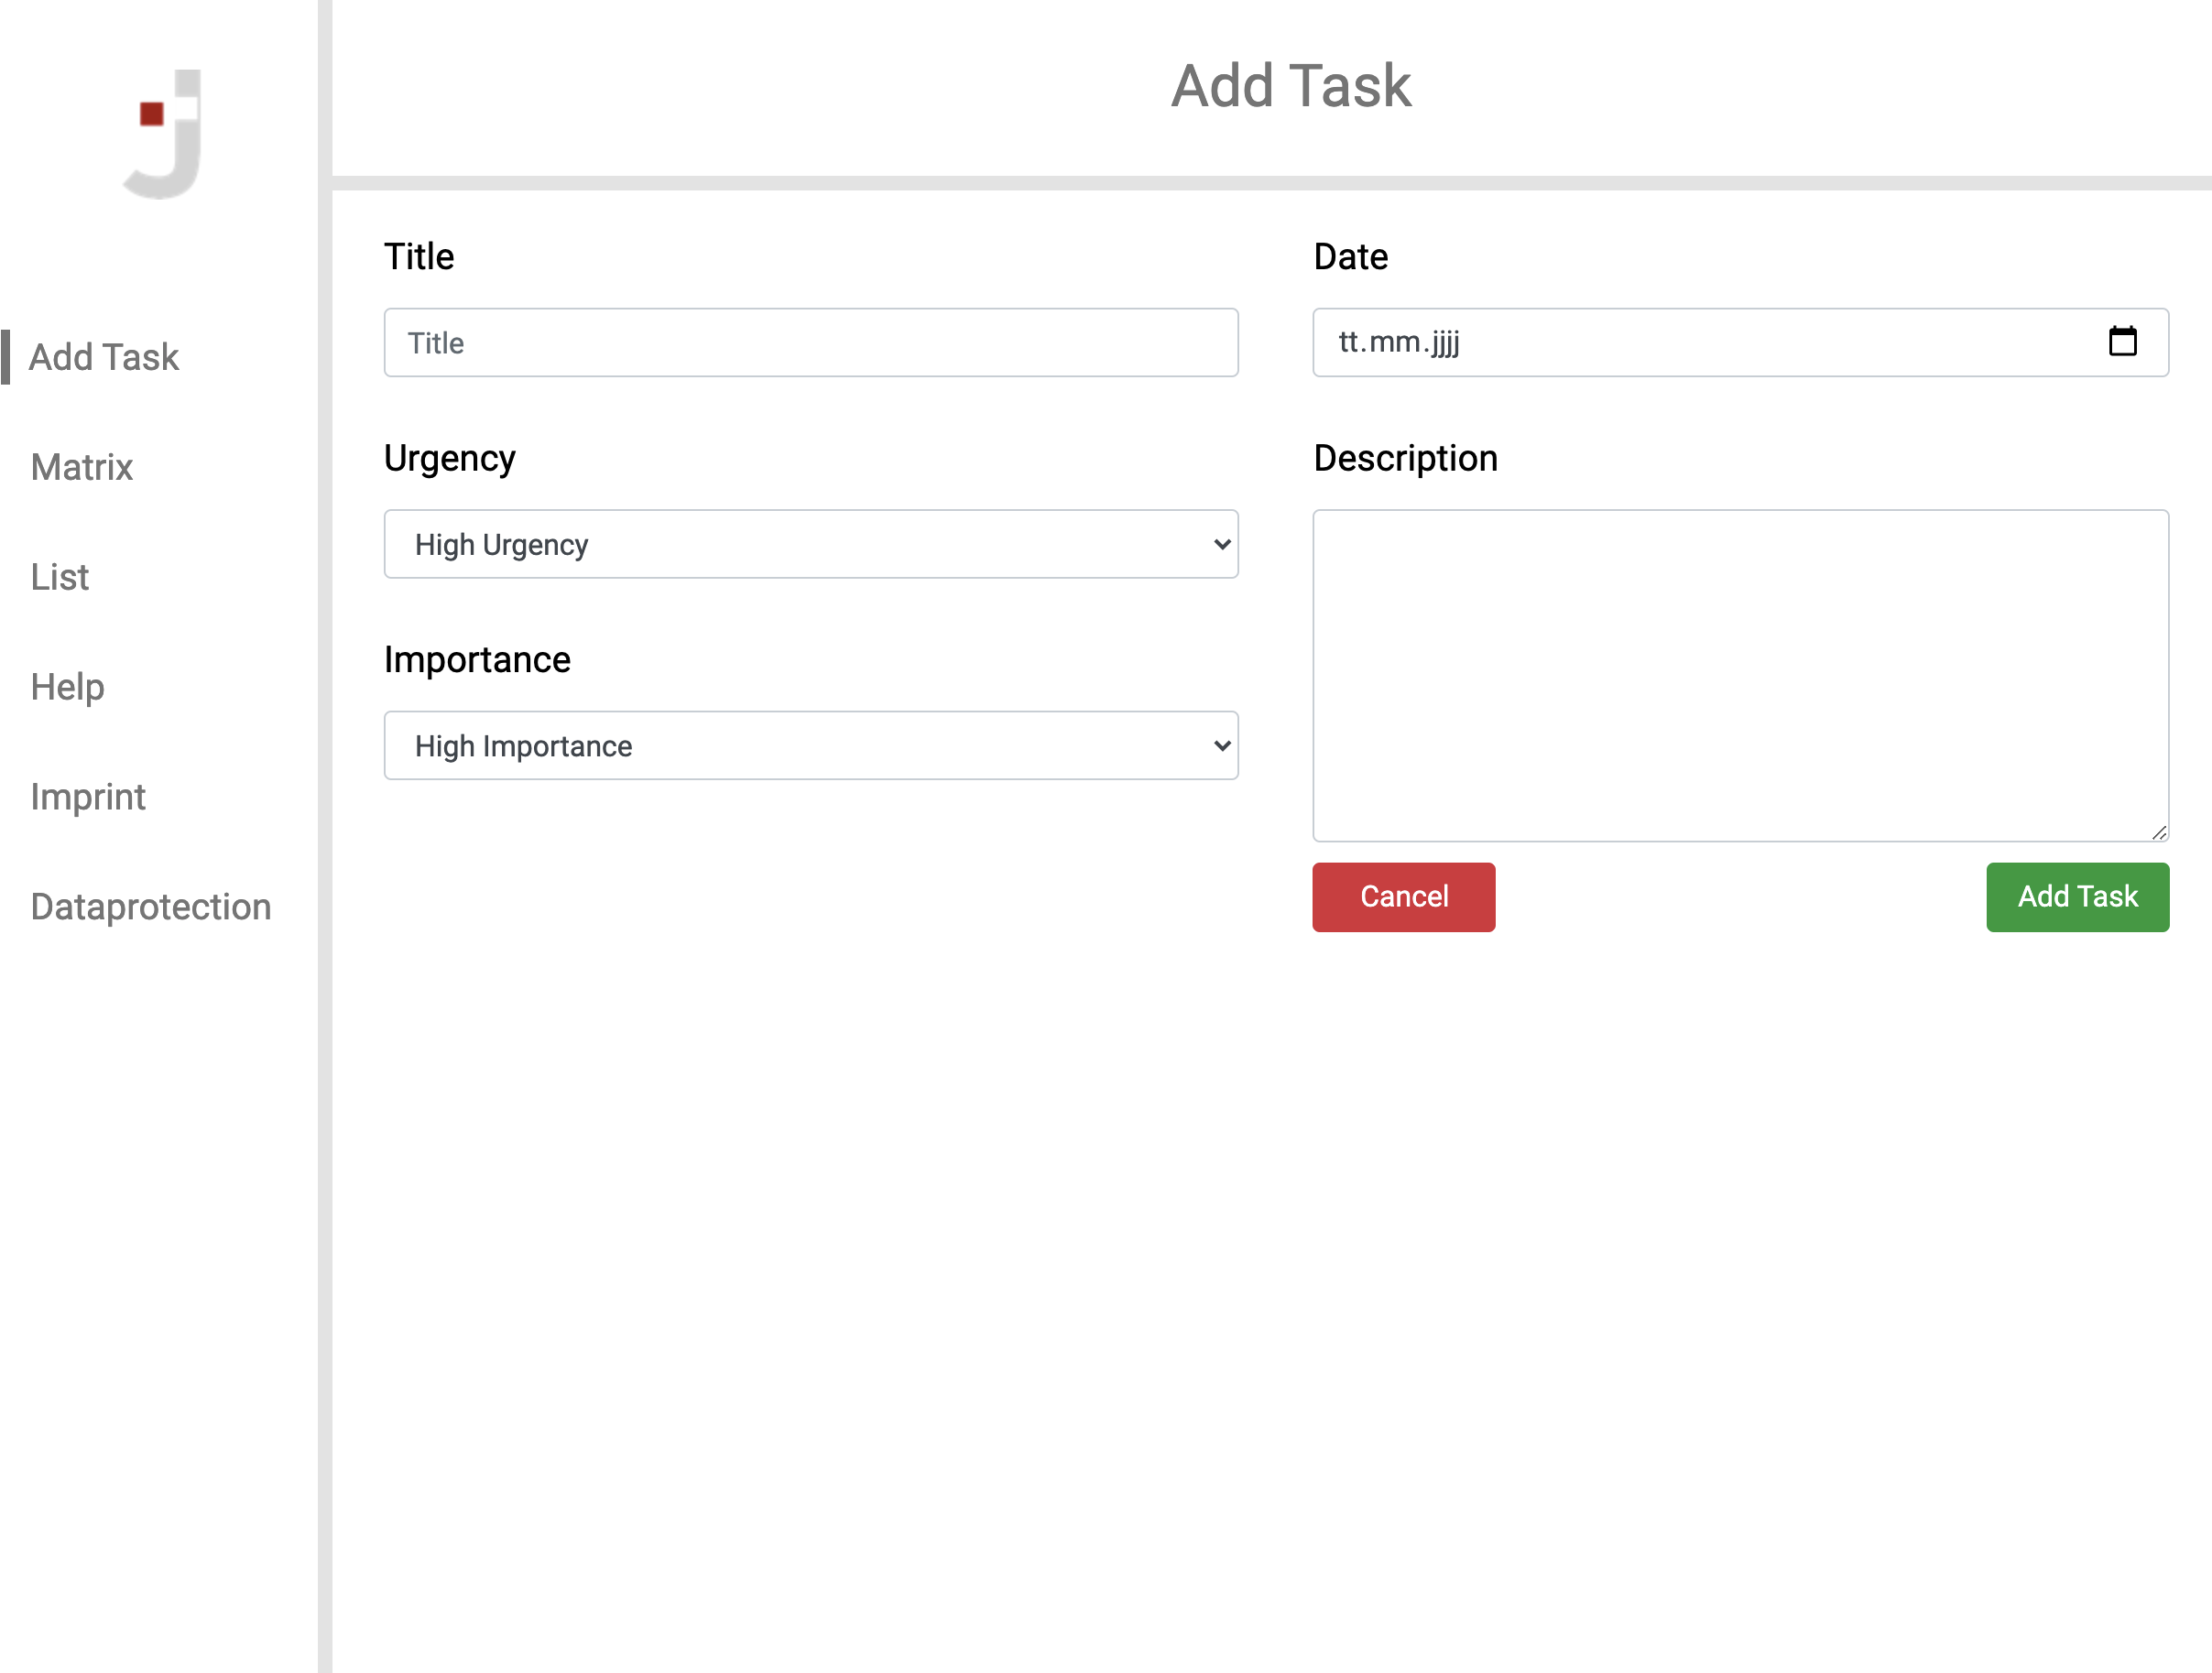 Add Task
Add Task
Matrix
List
Help
Imprint
Dataprotection
Title
Title
Urgency
High Urgency
Importance
High Importance
Date
tt.mm.jjjj
Description
Cancel
Add Task